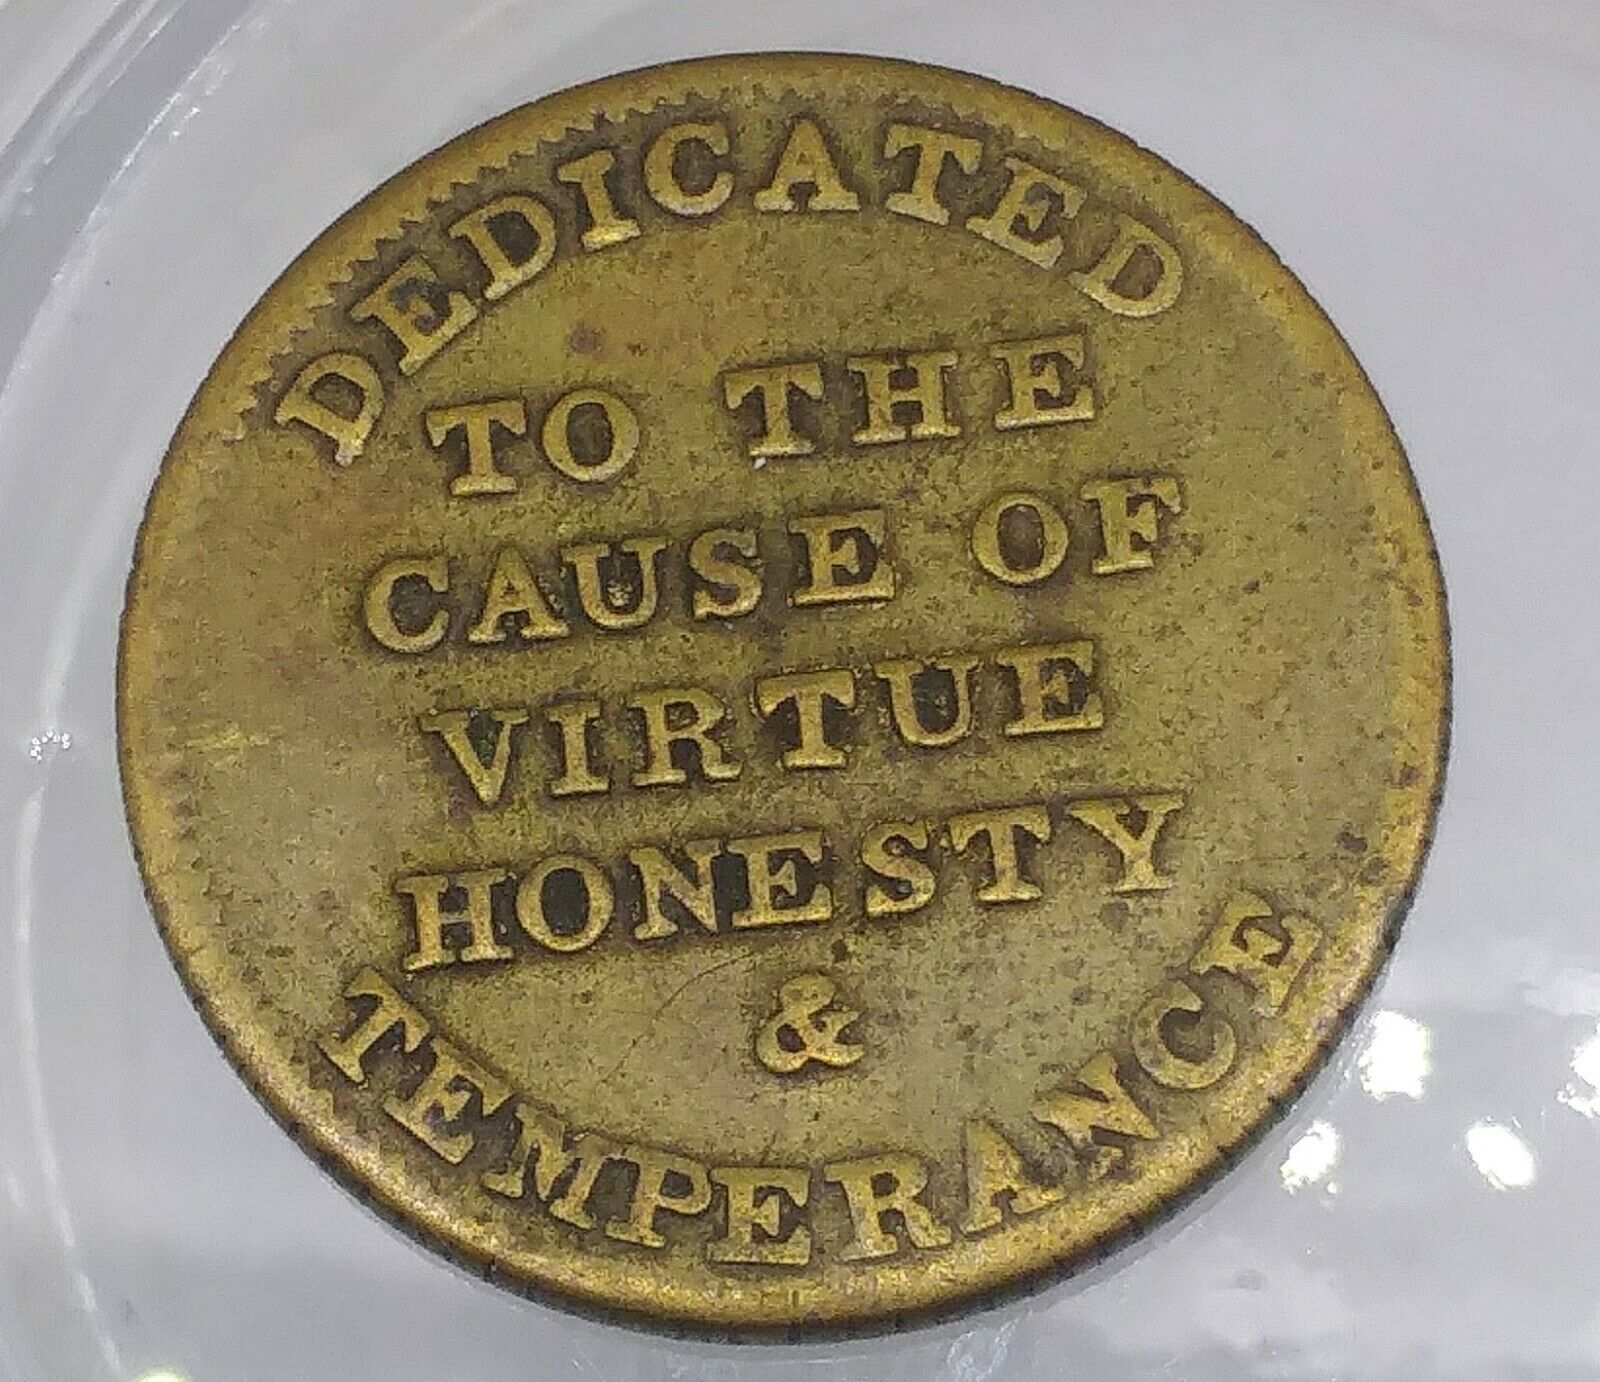 DEDICATED
TO THE
CAUSE OF
VIRTUE
HONESTY
&
TEMPERANCE